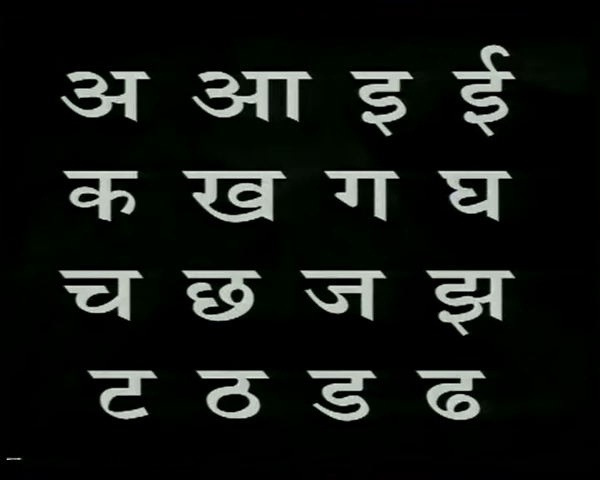 अ आ इ ई
क ख ग घ
च छ ज झ
ट ठ ड ढ